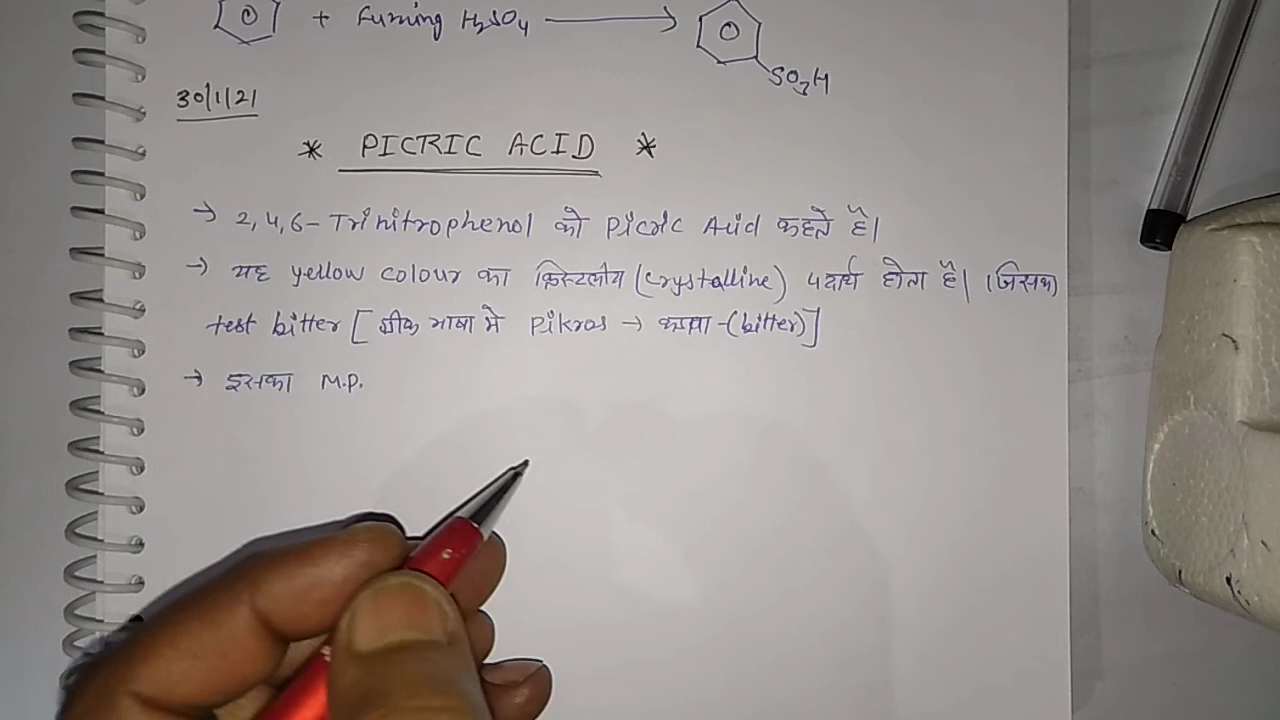 + Fuming H₂SO₄ → SO₃H
30/1/21
* PICRIC ACID *
→ 2,4,6-Trinitrophenol को Picric Acid कहते हैं।
→ यह yellow colour का क्रिस्टलीय (Crystalline) पदार्थ होता है। जिसका
test bitter [ ग्रीक भाषा मे Pikros → कड़वा -(bitter)]
→ इसका M.P.